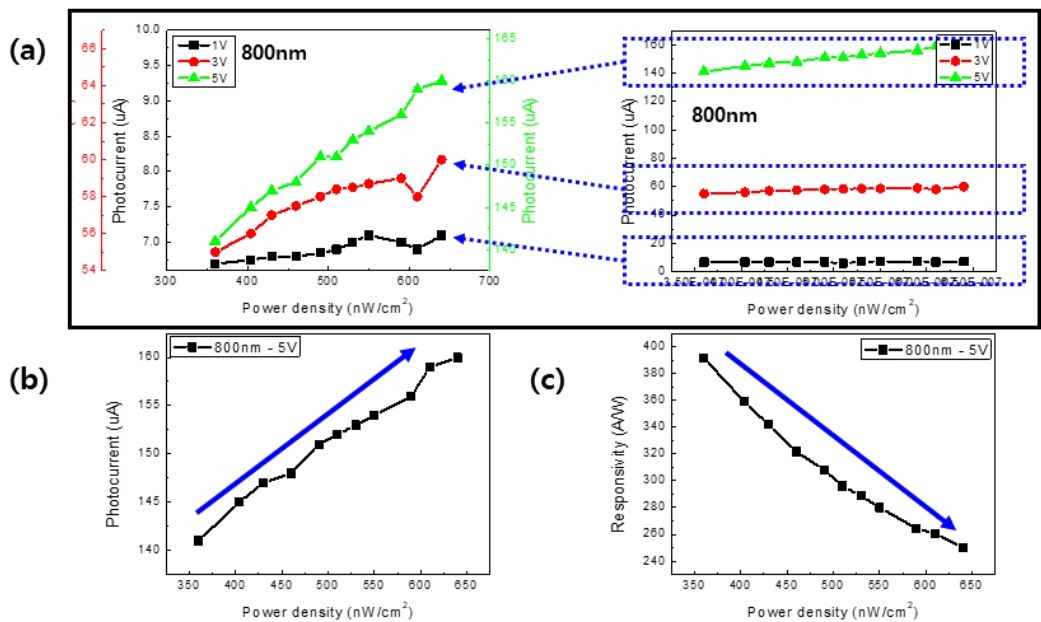 (a)
66
64
62
60
58
56
54
10.0
9.5
9.0
8.5
8.0
7.5
7.0
Photocurrent (uA)
1V
3V
5V
800nm
300 400 500 600 700
Power density (nW/cm²)
165
160
155
150
145
140
Photocurrent (uA)
160
140
120
100
80
60
40
20
0
Photocurrent (uA)
1V
3V
5V
800nm
Power density (nW/cm²)
(b)
160
155
150
145
140
Photocurrent (uA)
800nm - 5V
350 400 450 500 550 600 650
Power density (nW/cm²)
(c)
400
380
360
340
320
300
280
260
240
Responsivity (A/W)
800nm - 5V
350 400 450 500 550 600 650
Power density (nW/cm²)